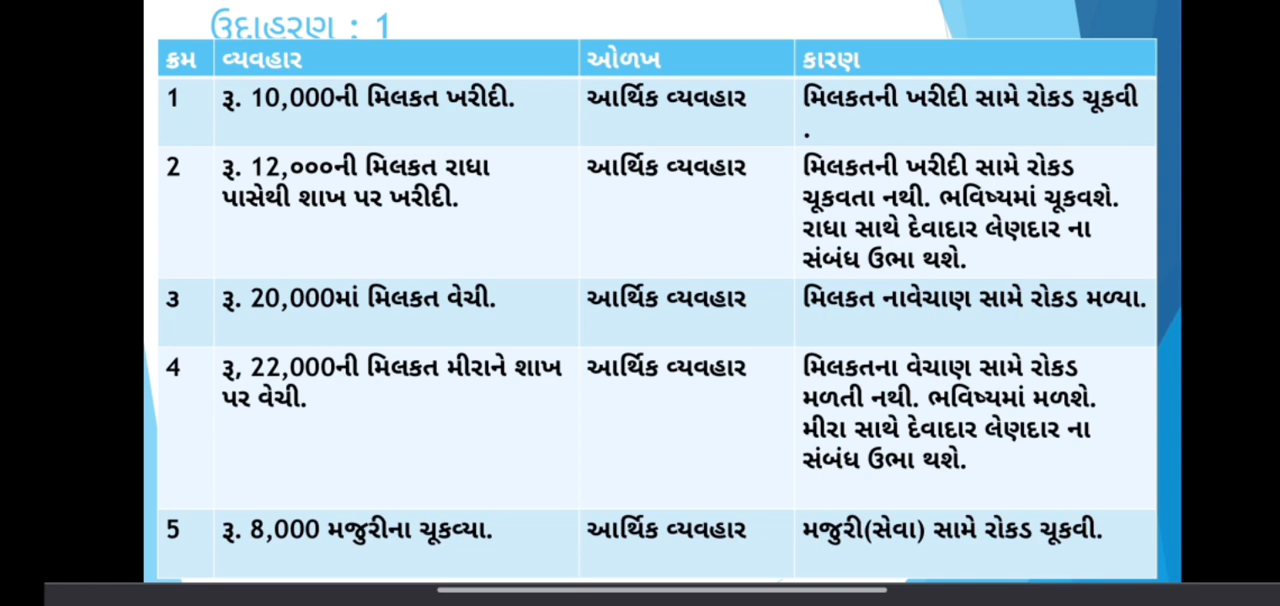 ઉદાહરણ : 1
ક્રમ વ્યવહાર ઓળખ કારણ
1 રૂ. 10,000ની મિલકત ખરીદી. આર્થિક વ્યવહાર મિલકતની ખરીદી સામે રોકડ ચૂકવી
.
2 રૂ. 12,૦૦૦ની મિલકત રાધા આર્થિક વ્યવહાર મિલકતની ખરીદી સામે રોકડ
પાસેથી શાખ પર ખરીદી. ચૂકવતા નથી. ભવિષ્યમાં ચૂકવશે.
રાધા સાથે દેવાદાર લેણદાર ના
સંબંધ ઉભા થશે.
૩ રૂ. 20,000માં મિલકત વેચી. આર્થિક વ્યવહાર મિલકત નાવેચાણ સામે રોકડ મળ્યા.
4 રૂ, 22,000ની મિલકત મીરાને શાખ આર્થિક વ્યવહાર મિલકતના વેચાણ સામે રોકડ
પર વેચી. મળતી નથી. ભવિષ્યમાં મળશે.
મીરા સાથે દેવાદાર લેણદાર ના
સંબંધ ઉભા થશે.
5 રૂ. 8,000 મજુરીના ચૂકવ્યા. આર્થિક વ્યવહાર મજુરી(સેવા) સામે રોકડ ચૂકવી.